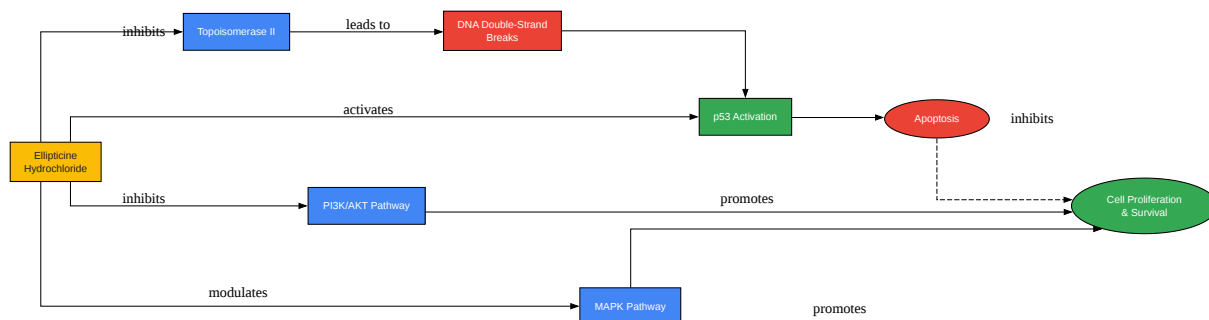 inhibits
Topoisomerase II
leads to
DNA Double-Strand
Breaks
activates
p53 Activation
Apoptosis
inhibits
Ellipticine
Hydrochloride
inhibits
PI3K/AKT Pathway
promotes
Cell Proliferation
& Survival
modulates
MAPK Pathway
promotes